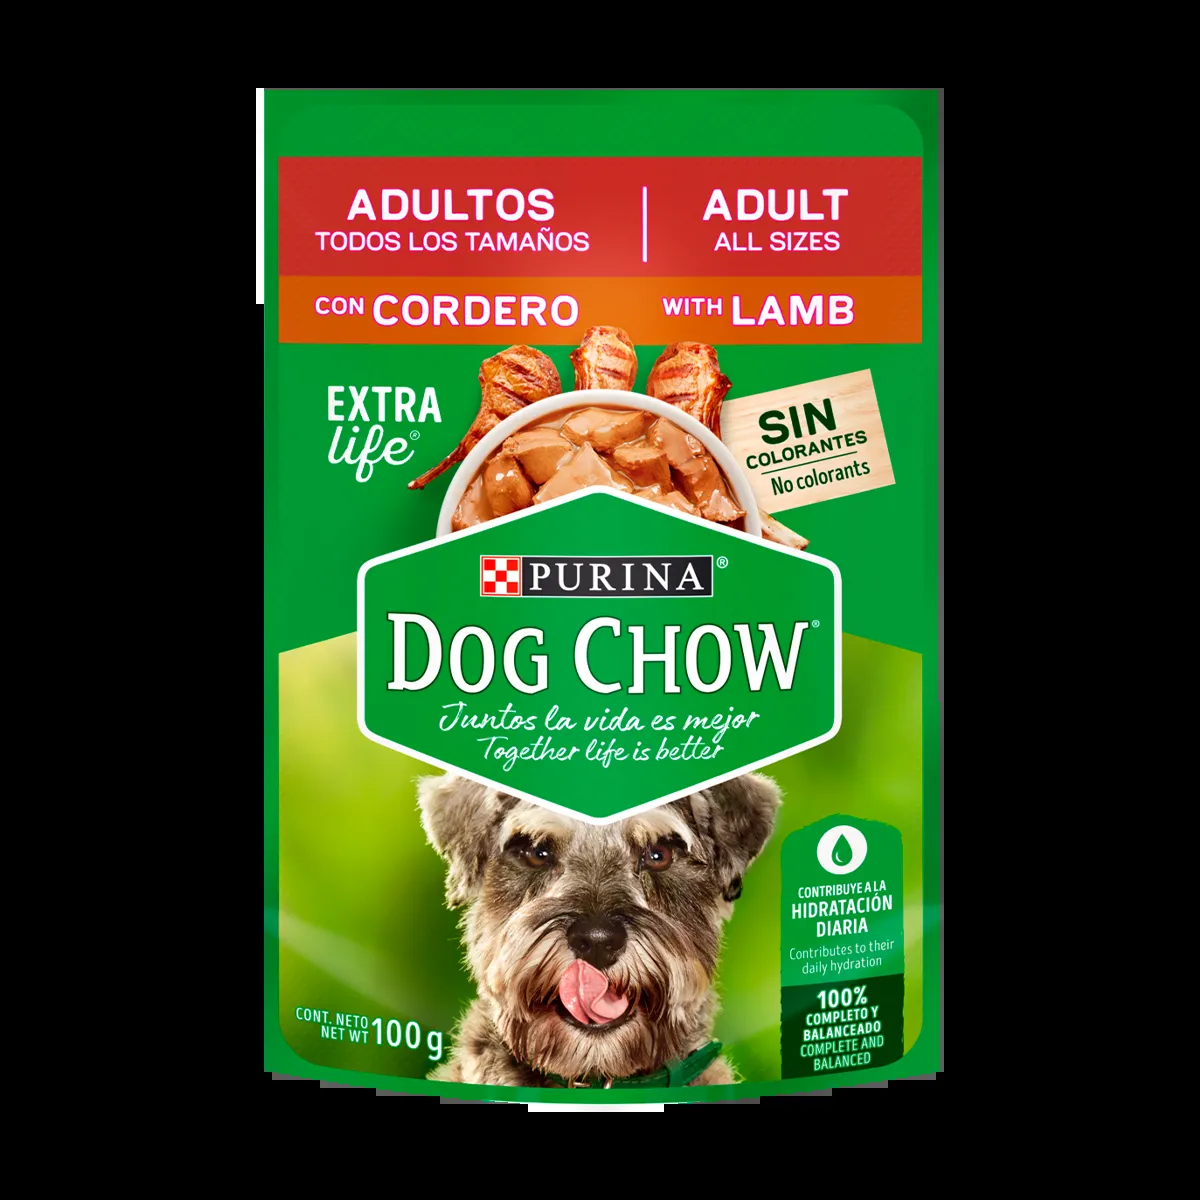 ADULTOS
TODOS LOS TAMAÑOS
ADULT
ALL SIZES
CON CORDERO
WITH LAMB
EXTRA
life®
SIN
COLORANTES
No colorants
PURINA®
DOG CHOW®
Juntos la vida es mejor
Together life is better
CONTRIBUYE A LA
HIDRATACIÓN
DIARIA
Contributes to their
daily hydration
100%
COMPLETO Y
BALANCEADO
COMPLETE AND
BALANCED
CONT. NETO
NET WT 100 g